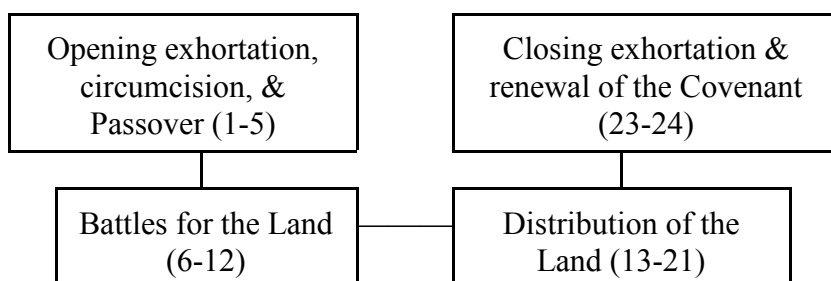 Opening exhortation,
circumcision, &
Passover (1-5)
Closing exhortation &
renewal of the Covenant
(23-24)
Battles for the Land
(6-12)
Distribution of the
Land (13-21)